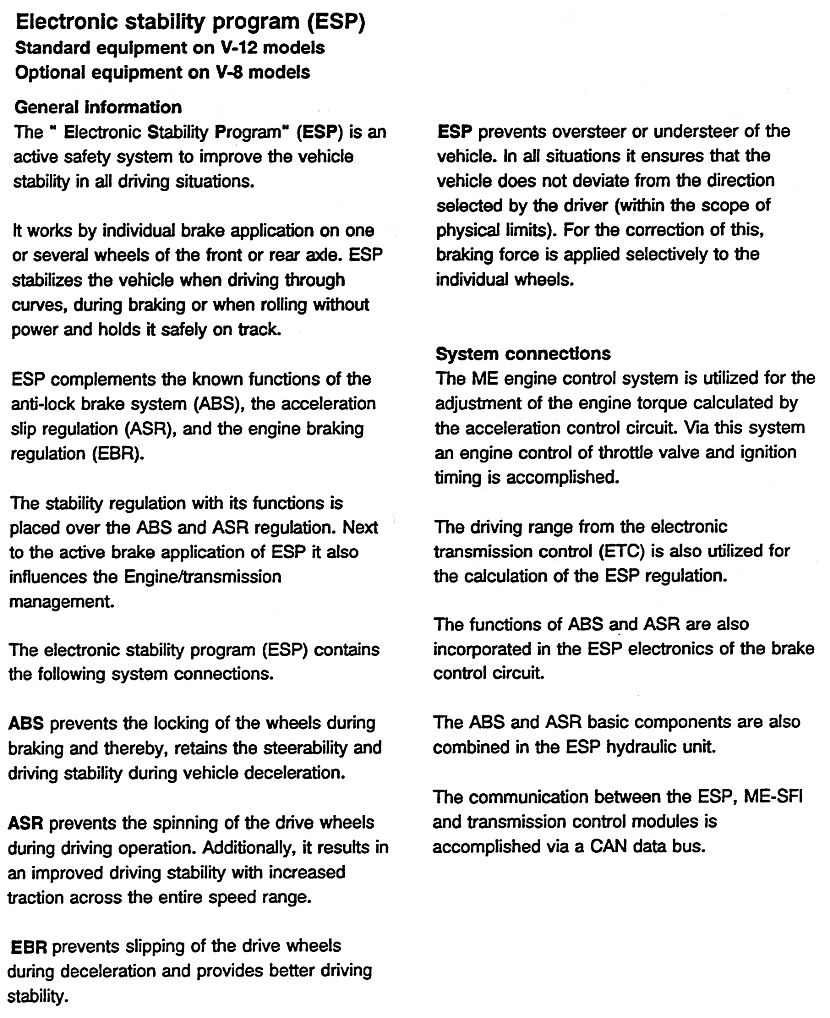 Electronic stability program (ESP)
Standard equipment on V-12 models
Optional equipment on V-8 models
General information
The " Electronic Stability Program" (ESP) is an
active safety system to improve the vehicle
stability in all driving situations.
It works by individual brake application on one
or several wheels of the front or rear axle. ESP
stabilizes the vehicle when driving through
curves, during braking or when rolling without
power and holds it safely on track.
ESP complements the known functions of the
anti-lock brake system (ABS), the acceleration
slip regulation (ASR), and the engine braking
regulation (EBR).
The stability regulation with its functions is
placed over the ABS and ASR regulation. Next
to the active brake application of ESP it also
influences the Engine/transmission
management.
The electronic stability program (ESP) contains
the following system connections.
ABS prevents the locking of the wheels during
braking and thereby, retains the steerability and
driving stability during vehicle deceleration.
ASR prevents the spinning of the drive wheels
during driving operation. Additionally, it results in
an improved driving stability with increased
traction across the entire speed range.
EBR prevents slipping of the drive wheels
during deceleration and provides better driving
stability.
ESP prevents oversteer or understeer of the
vehicle. In all situations it ensures that the
vehicle does not deviate from the direction
selected by the driver (within the scope of
physical limits). For the correction of this,
braking force is applied selectively to the
individual wheels.
System connections
The ME engine control system is utilized for the
adjustment of the engine torque calculated by
the acceleration control circuit. Via this system
an engine control of throttle valve and ignition
timing is accomplished.
The driving range from the electronic
transmission control (ETC) is also utilized for
the calculation of the ESP regulation.
The functions of ABS and ASR are also
incorporated in the ESP electronics of the brake
control circuit.
The ABS and ASR basic components are also
combined in the ESP hydraulic unit.
The communication between the ESP, ME-SFI
and transmission control modules is
accomplished via a CAN data bus.